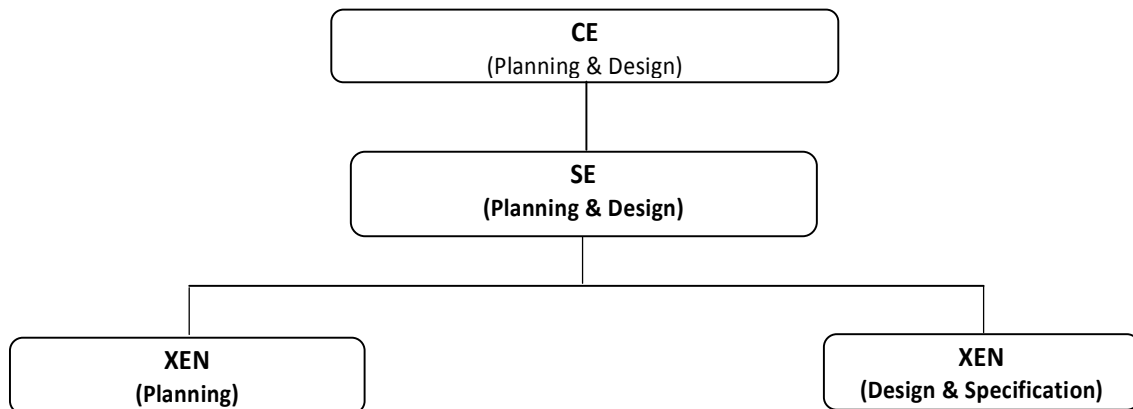 CE
(Planning & Design)
SE
(Planning & Design)
XEN
(Planning)
XEN
(Design & Specification)